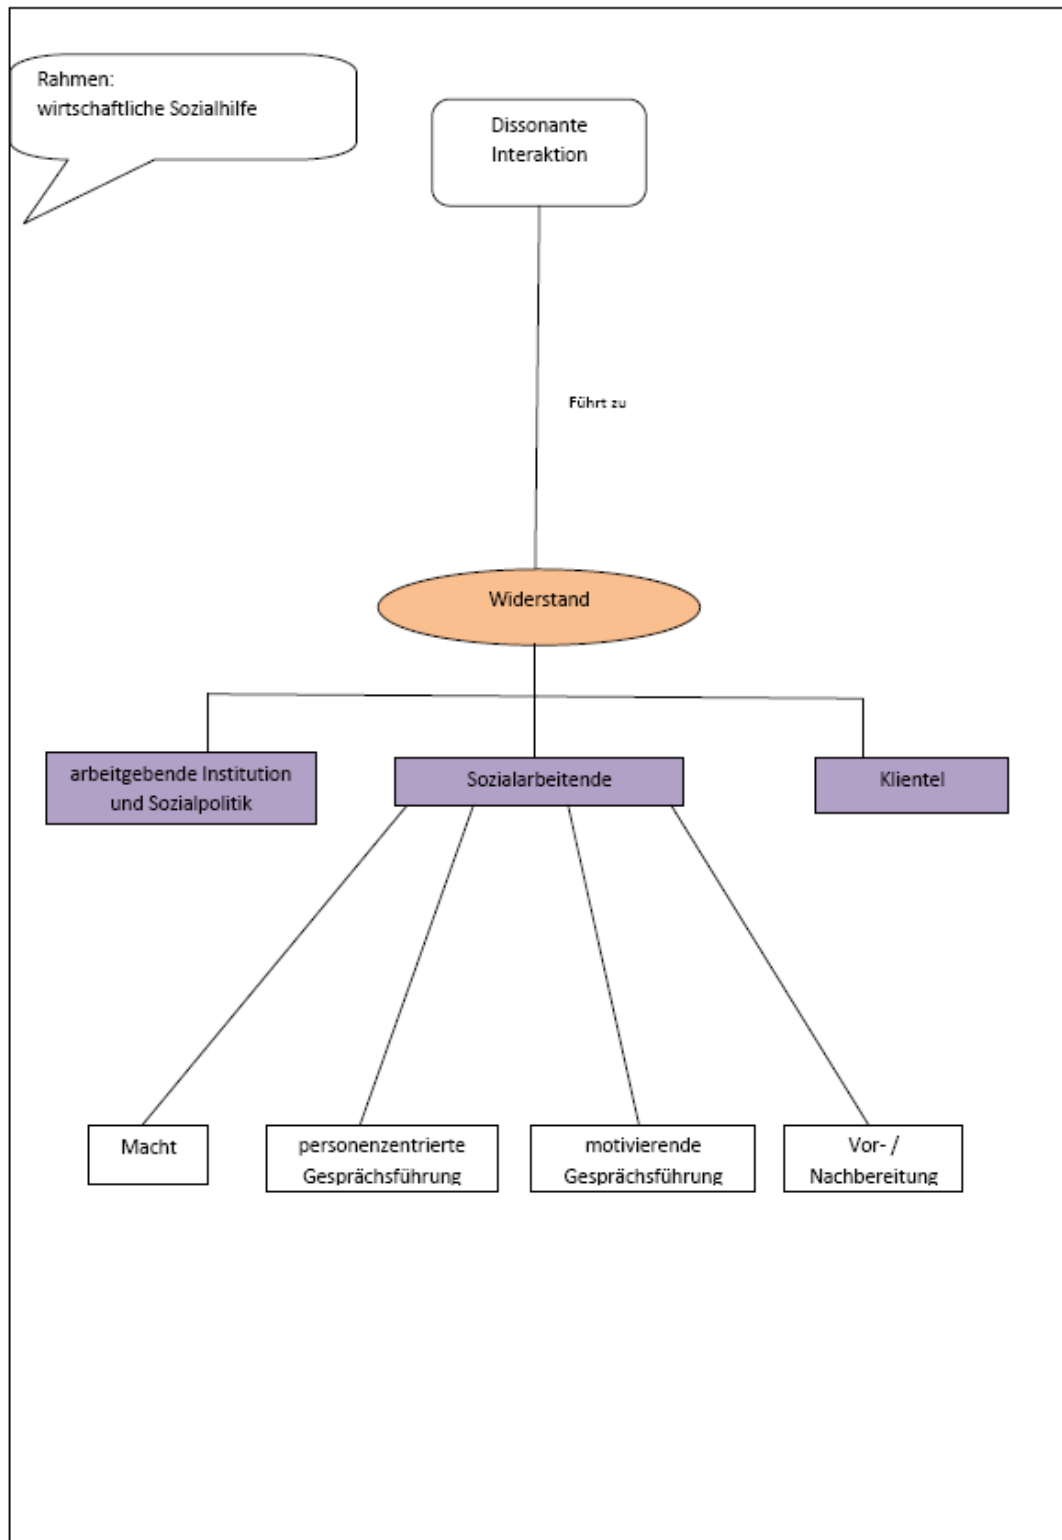 Rahmen:
wirtschaftliche Sozialhilfe
Dissonante
Interaktion
Führt zu
Widerstand
arbeitgebende Institution
und Sozialpolitik
Sozialarbeitende
Klientel
Macht
personenzentrierte
Gesprächsführung
motivierende
Gesprächsführung
Vor- /
Nachbereitung